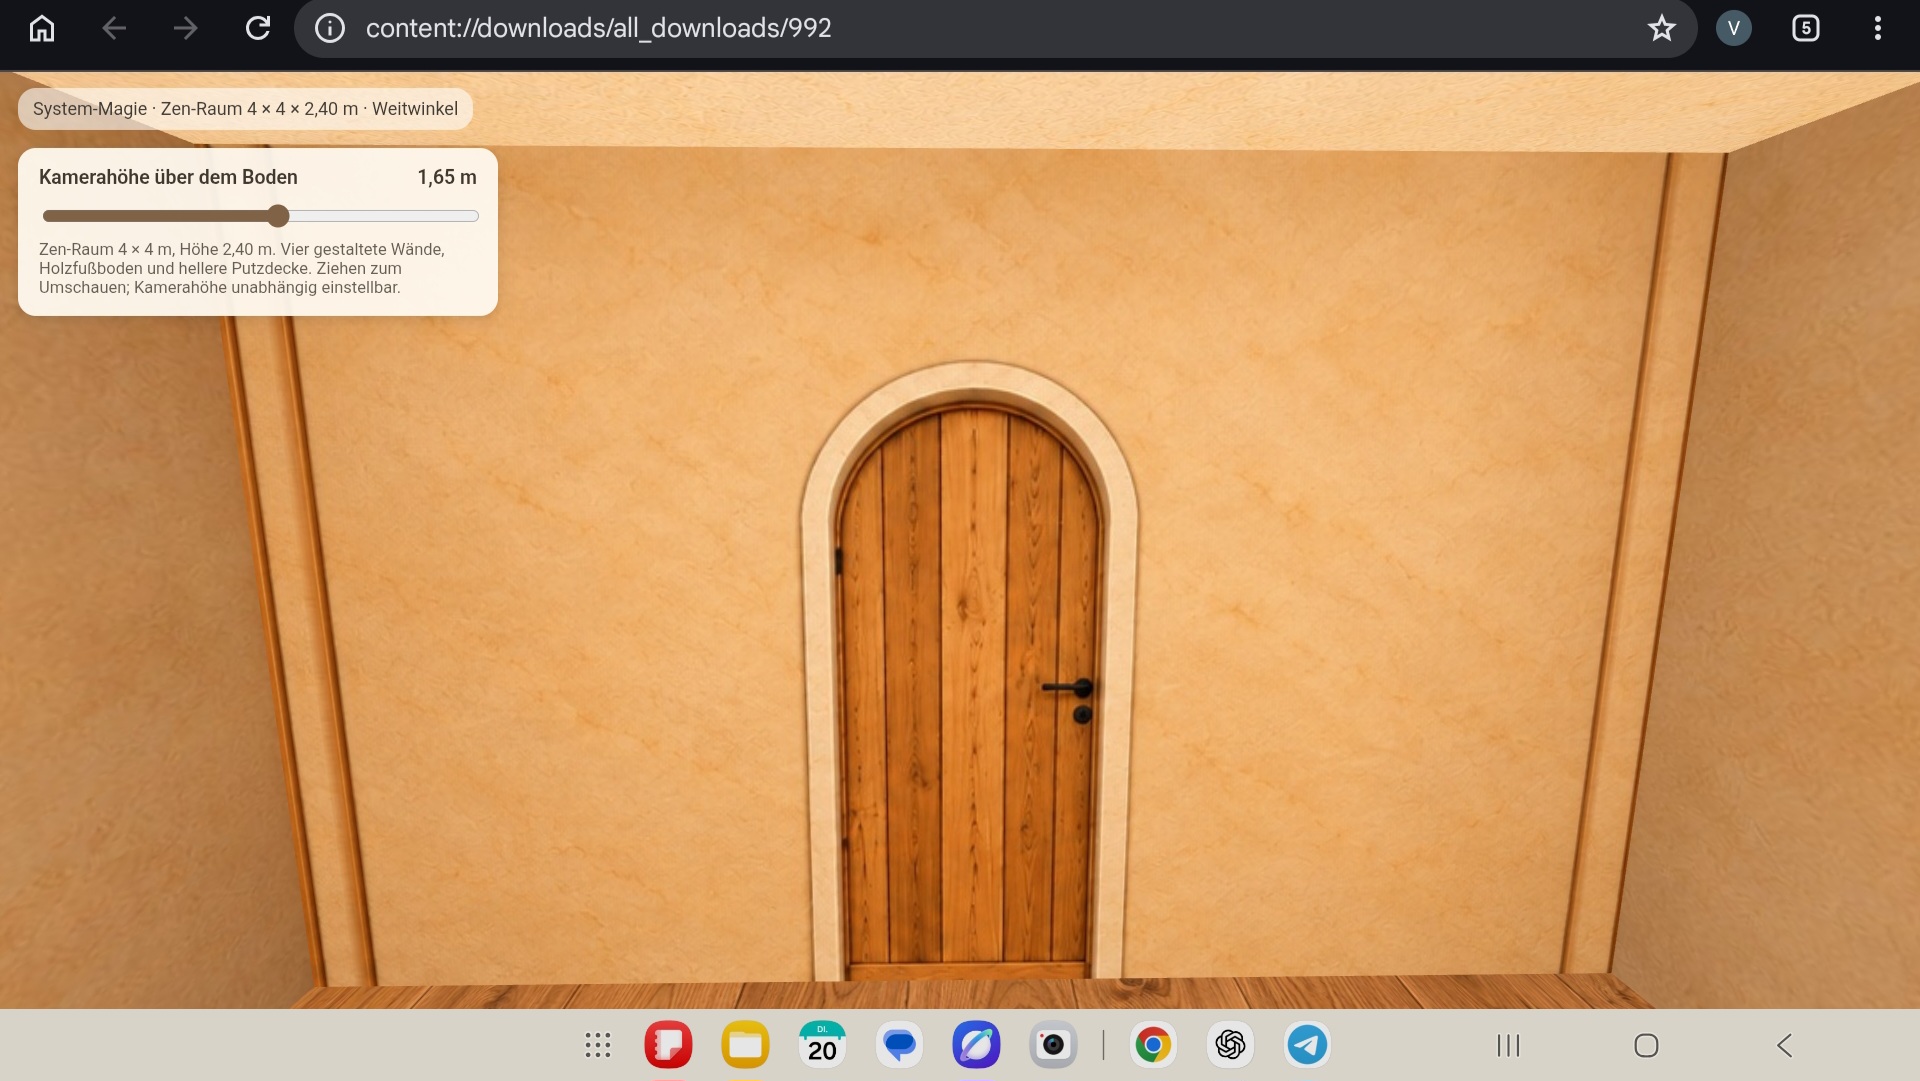 content://downloads/all_downloads/992
V
5
System-Magie · Zen-Raum 4 × 4 × 2,40 m · Weitwinkel
Kamerahöhe über dem Boden 1,65 m
Zen-Raum 4 × 4 m, Höhe 2,40 m. Vier gestaltete Wände,
Holzfußboden und hellere Putzdecke. Ziehen zum
Umschauen; Kamerahöhe unabhängig einstellbar.
DI.
20